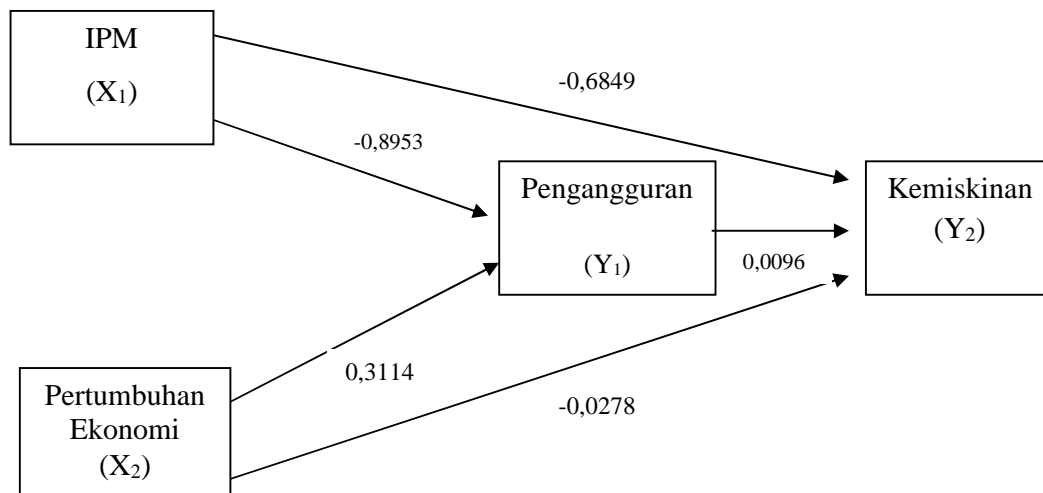 IPM
(X₁)
-0,6849
-0,8953
Pengangguran
(Y₁)
Kemiskinan
(Y₂)
0,0096
0,3114
-0,0278
Pertumbuhan
Ekonomi
(X₂)